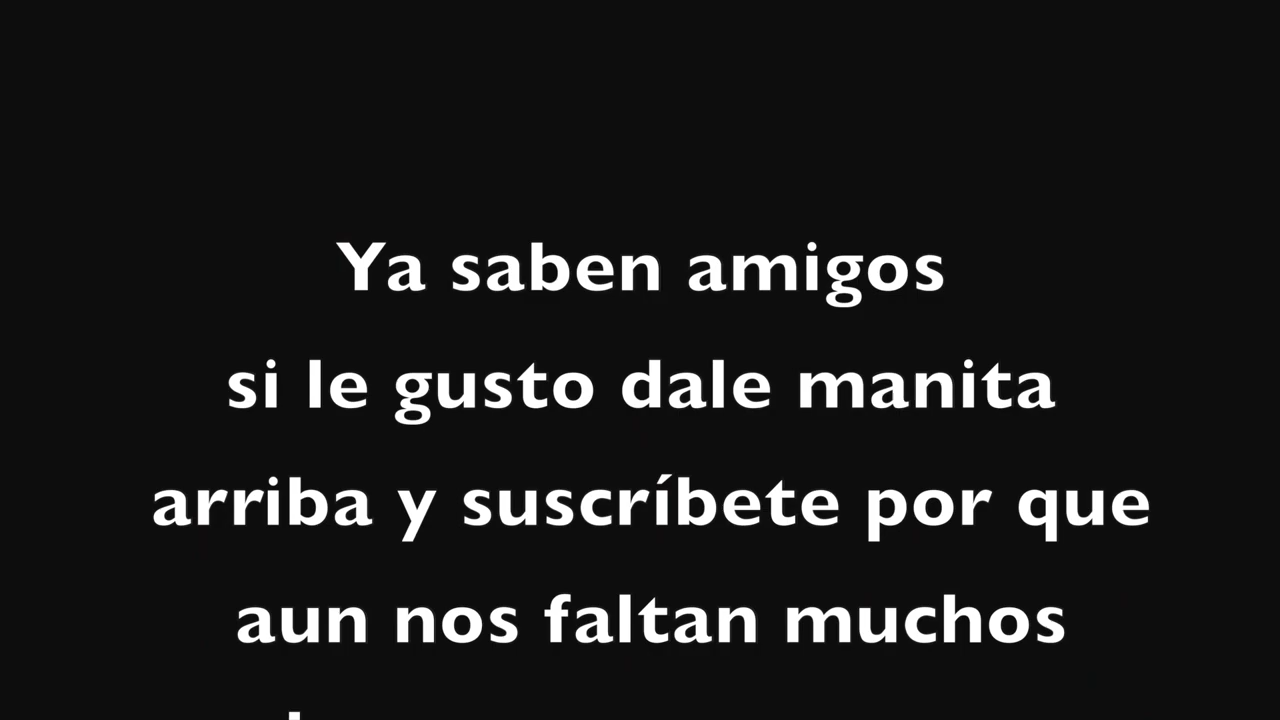 Ya saben amigos
si le gusto dale manita
arriba y suscríbete por que
aun nos faltan muchos